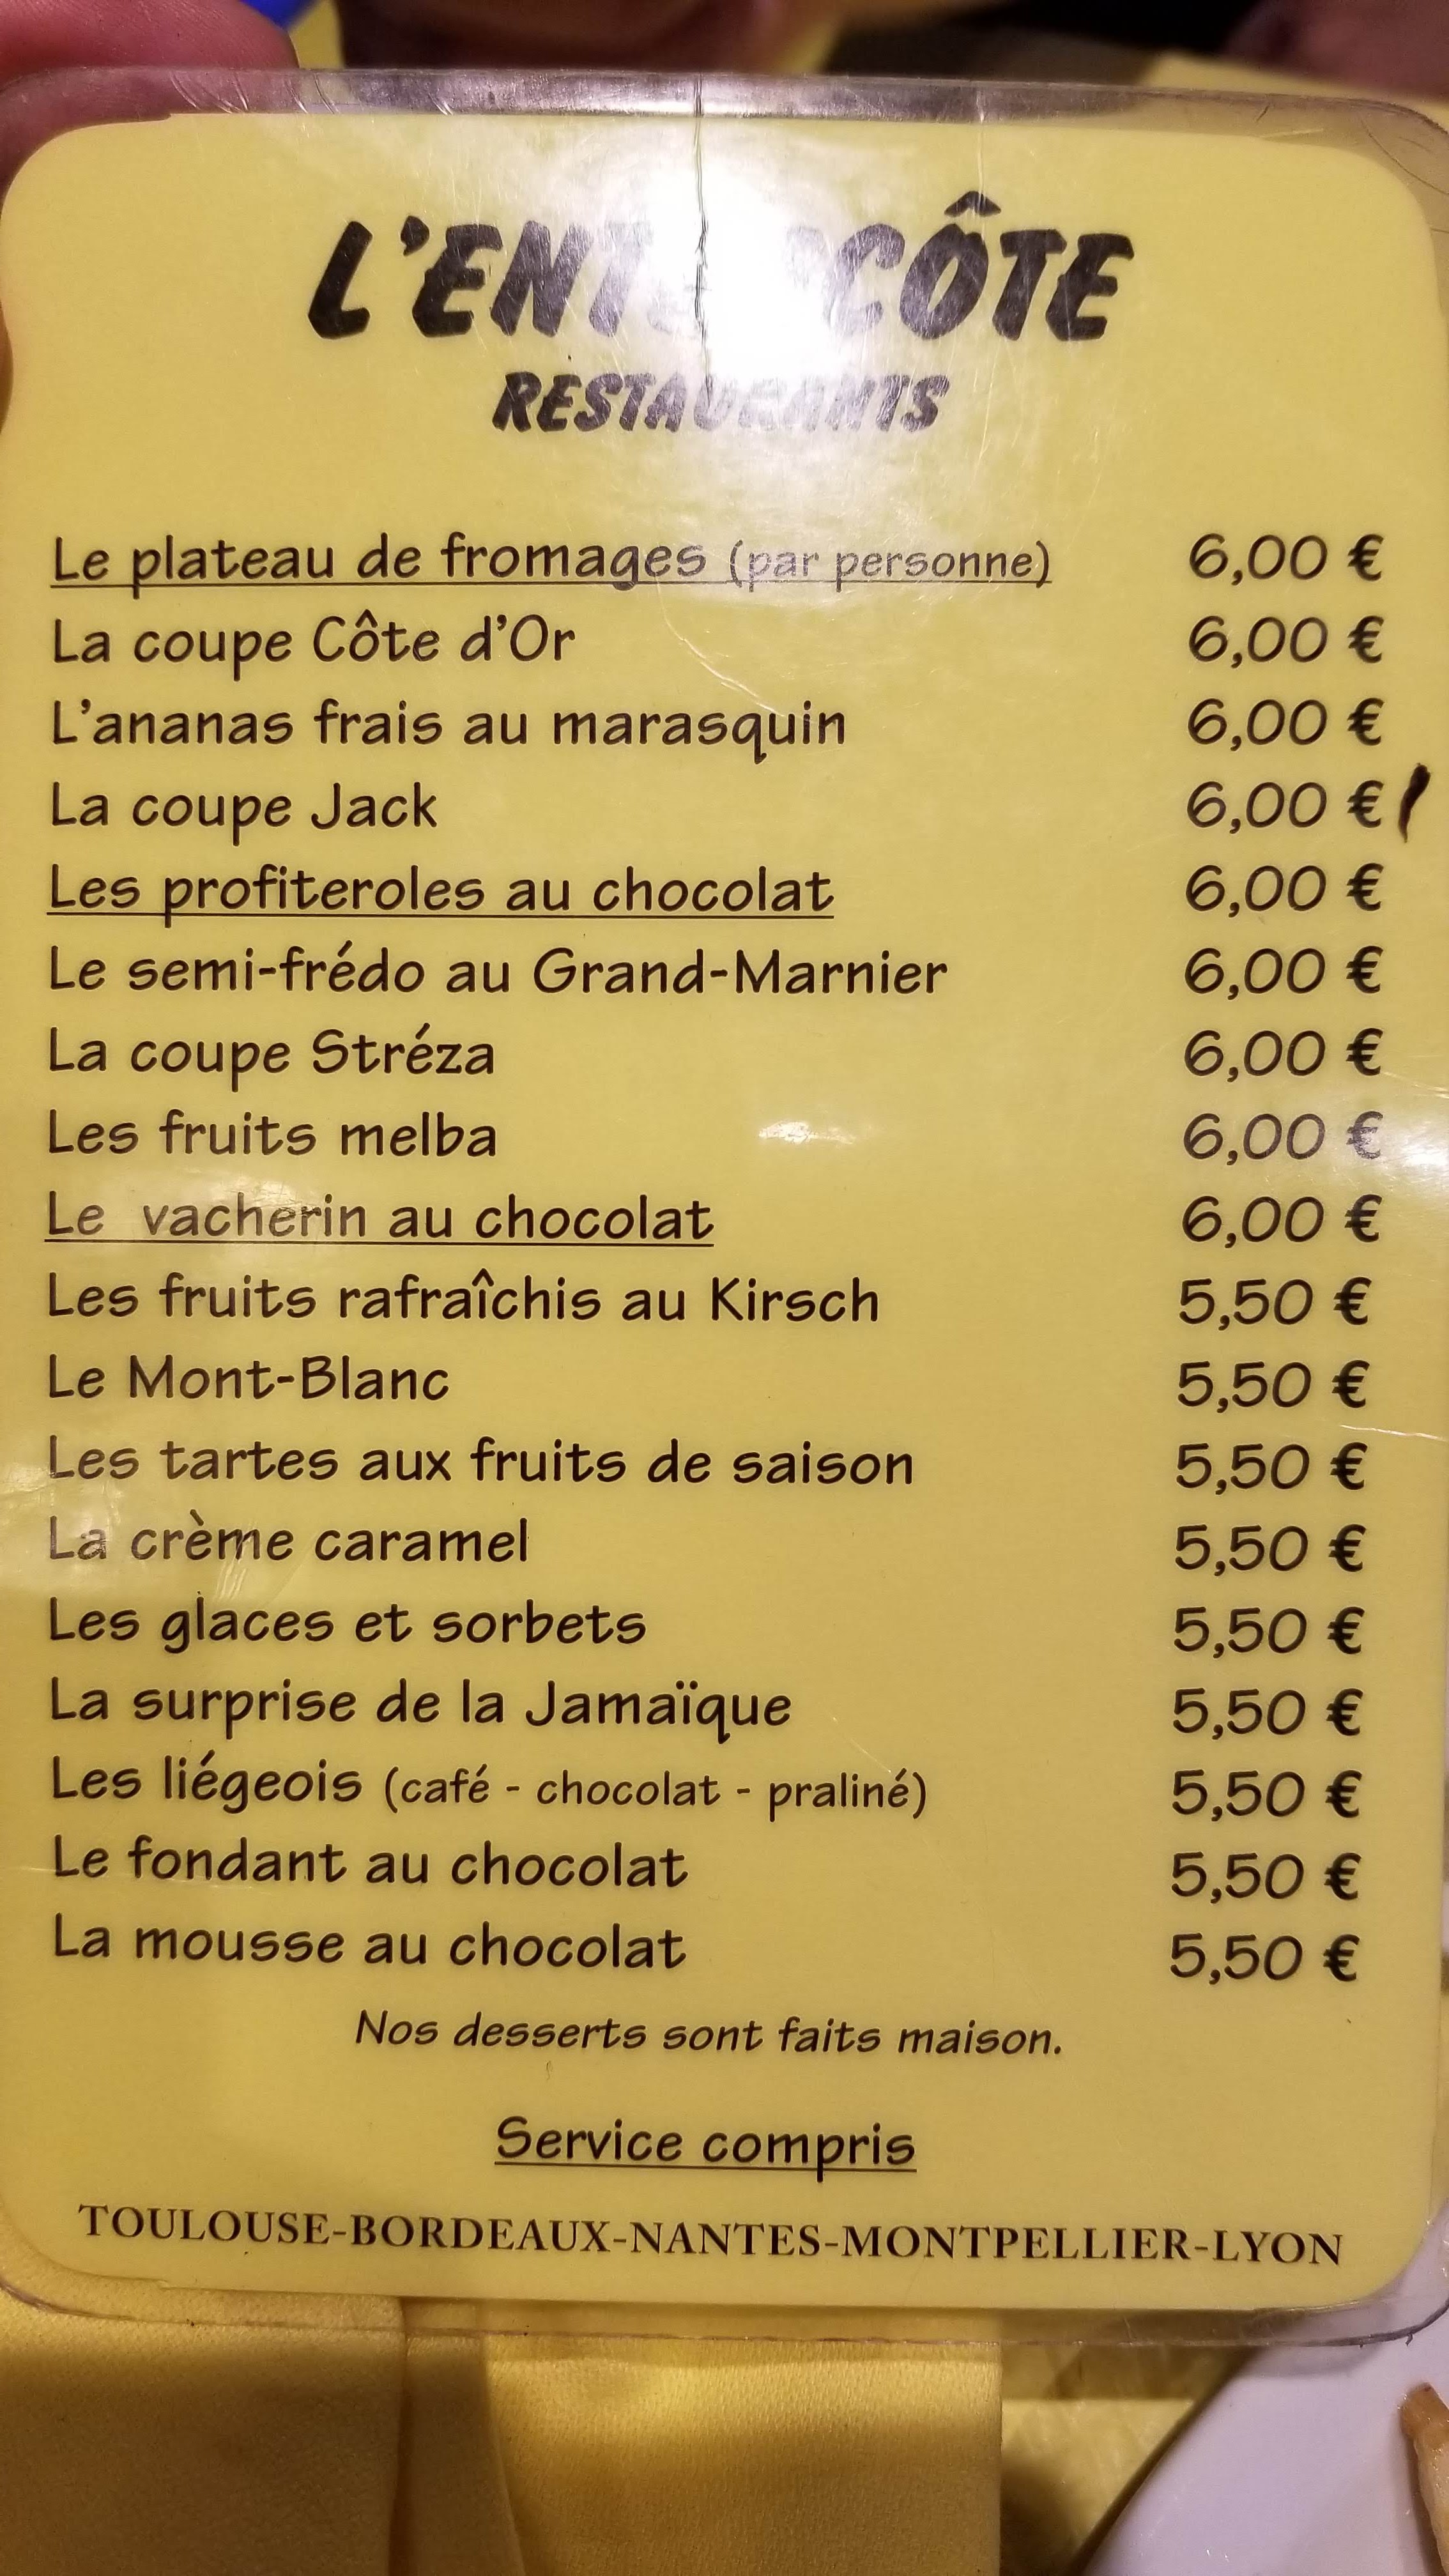 L'ENTRECÔTE
RESTAURANTS
Le plateau de fromages (par personne) 6,00 €
La coupe Côte d'Or 6,00 €
L'ananas frais au marasquin 6,00 €
La coupe Jack 6,00 €
Les profiteroles au chocolat 6,00 €
Le semi-frédo au Grand-Marnier 6,00 €
La coupe Stréza 6,00 €
Les fruits melba 6,00 €
Le vacherin au chocolat 6,00 €
Les fruits rafraîchis au Kirsch 5,50 €
Le Mont-Blanc 5,50 €
Les tartes aux fruits de saison 5,50 €
La crème caramel 5,50 €
Les glaces et sorbets 5,50 €
La surprise de la Jamaïque 5,50 €
Les liégeois (café - chocolat - praliné) 5,50 €
Le fondant au chocolat 5,50 €
La mousse au chocolat 5,50 €
Nos desserts sont faits maison.
Service compris
TOULOUSE-BORDEAUX-NANTES-MONTPELLIER-LYON